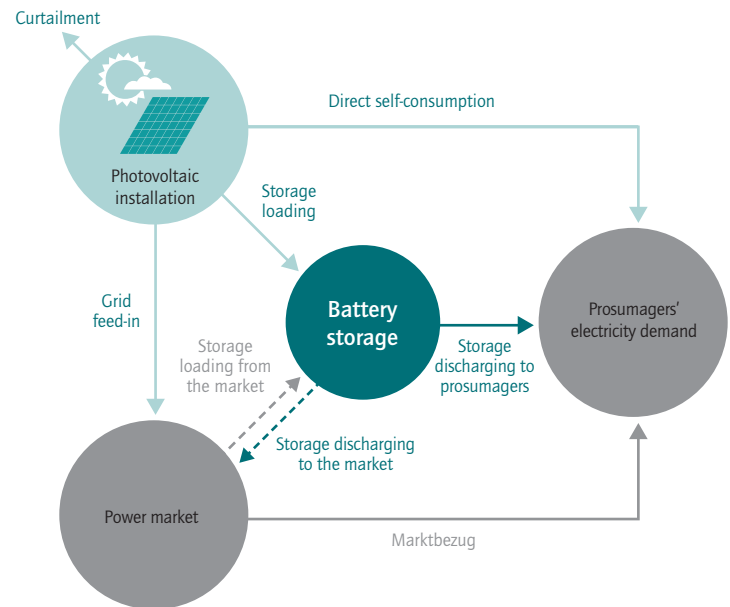 Curtailment
Direct self-consumption
Photovoltaic
installation
Storage
loading
Grid
feed-in
Battery
storage
Prosumagers'
electricity demand
Storage
loading from
the market
Storage
discharging to
prosumagers
Storage discharging
to the market
Power market
Marktbezug